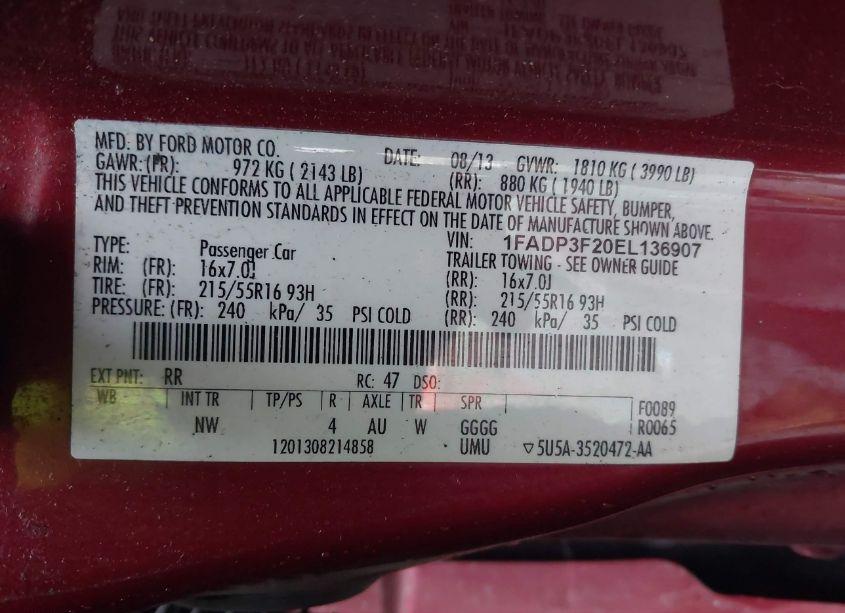 MFD. BY FORD MOTOR CO. DATE: 08/13 GVWR: 1810 KG ( 3990 LB)
GAWR: (FR): 972 KG ( 2143 LB) (RR): 880 KG ( 1940 LB)
THIS VEHICLE CONFORMS TO ALL APPLICABLE FEDERAL MOTOR VEHICLE SAFETY, BUMPER,
AND THEFT PREVENTION STANDARDS IN EFFECT ON THE DATE OF MANUFACTURE SHOWN ABOVE.
VIN: 1FADP3F20EL136907
TYPE: Passenger Car TRAILER TOWING - SEE OWNER GUIDE
RIM: (FR): 16x7.0J (RR): 16x7.0J
TIRE: (FR): 215/55R16 93H (RR): 215/55R16 93H
PRESSURE: (FR): 240 kPa/ 35 PSI COLD (RR): 240 kPa/ 35 PSI COLD
EXT PNT: RR RC: 47 DSO:
WB INT TR TP/PS R AXLE TR SPR F0089
NW 4 AU W GGGG R0065
1201308214858 UMU ▽5U5A-3520472-AA